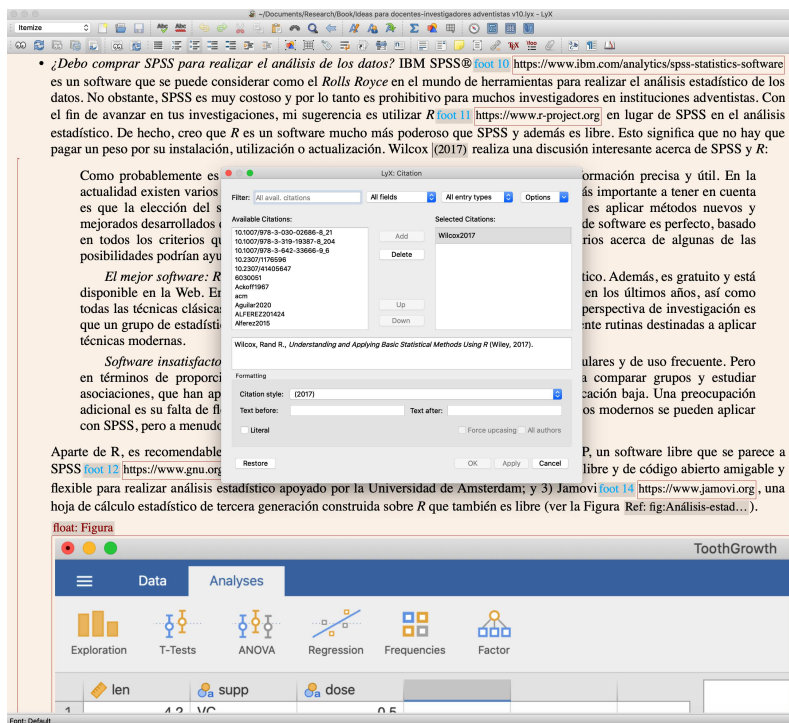 ~/Documents/Research/Book/Ideas para docentes-investigadores adventistas v10.lyx - LyX
Itemize
• ¿Debo comprar SPSS para realizar el análisis de los datos? IBM SPSS® foot 10 https://www.ibm.com/analytics/spss-statistics-software
es un software que se puede considerar como el Rolls Royce en el mundo de herramientas para realizar el análisis estadístico de los
datos. No obstante, SPSS es muy costoso y por lo tanto es prohibitivo para muchos investigadores en instituciones adventistas. Con
el fin de avanzar en tus investigaciones, mi sugerencia es utilizar R foot 11 https://www.r-project.org en lugar de SPSS en el análisis
estadístico. De hecho, creo que R es un software mucho más poderoso que SPSS y además es libre. Esto significa que no hay que
pagar un peso por su instalación, utilización o actualización. Wilcox (2017) realiza una discusión interesante acerca de SPSS y R:
Como probablemente es
formación precisa y útil. En la
actualidad existen varios
ás importante a tener en cuenta
es que la elección del s
es aplicar métodos nuevos y
mejorados desarrollados
de software es perfecto, basado
en todos los criterios qu
rios acerca de algunas de las
posibilidades podrían ayu
El mejor software: R
tico. Además, es gratuito y está
disponible en la Web. En
en los últimos años, así como
todas las técnicas clásicas
perspectiva de investigación es
que un grupo de estadísti
nte rutinas destinadas a aplicar
técnicas modernas.
Software insatisfacto
ulares y de uso frecuente. Pero
en términos de proporci
a comparar grupos y estudiar
asociaciones, que han ap
cación baja. Una preocupación
adicional es su falta de fl
os modernos se pueden aplicar
con SPSS, pero a menudo
LyX: Citation
Filter: All avail. citations All fields All entry types Options
Available Citations: Selected Citations:
10.1007/978-3-030-02686-8_21
10.1007/978-3-319-19387-8_204
10.1007/978-3-642-33666-9_6
10.2307/1176596
10.2307/41405647
6030051
Ackoff1967
acm
Aguilar2020
ALFEREZ201424
Alferez2015
Add
Delete
Up
Down
Wilcox2017
Wilcox, Rand R., Understanding and Applying Basic Statistical Methods Using R (Wiley, 2017).
Formatting
Citation style: (2017)
Text before: Text after:
Literal Force upcasing All authors
Restore OK Apply Cancel
Aparte de R, es recomendable
P, un software libre que se parece a
SPSS foot 12 https://www.gnu.org
libre y de código abierto amigable y
flexible para realizar análisis estadístico apoyado por la Universidad de Amsterdam; y 3) Jamovi foot 14 https://www.jamovi.org , una
hoja de cálculo estadístico de tercera generación construida sobre R que también es libre (ver la Figura Ref: fig:Análisis-estad... ).
float: Figura
ToothGrowth
Data Analyses
Exploration T-Tests ANOVA Regression Frequencies Factor
len supp dose
1 4.2 VC 0.5
Font: Default